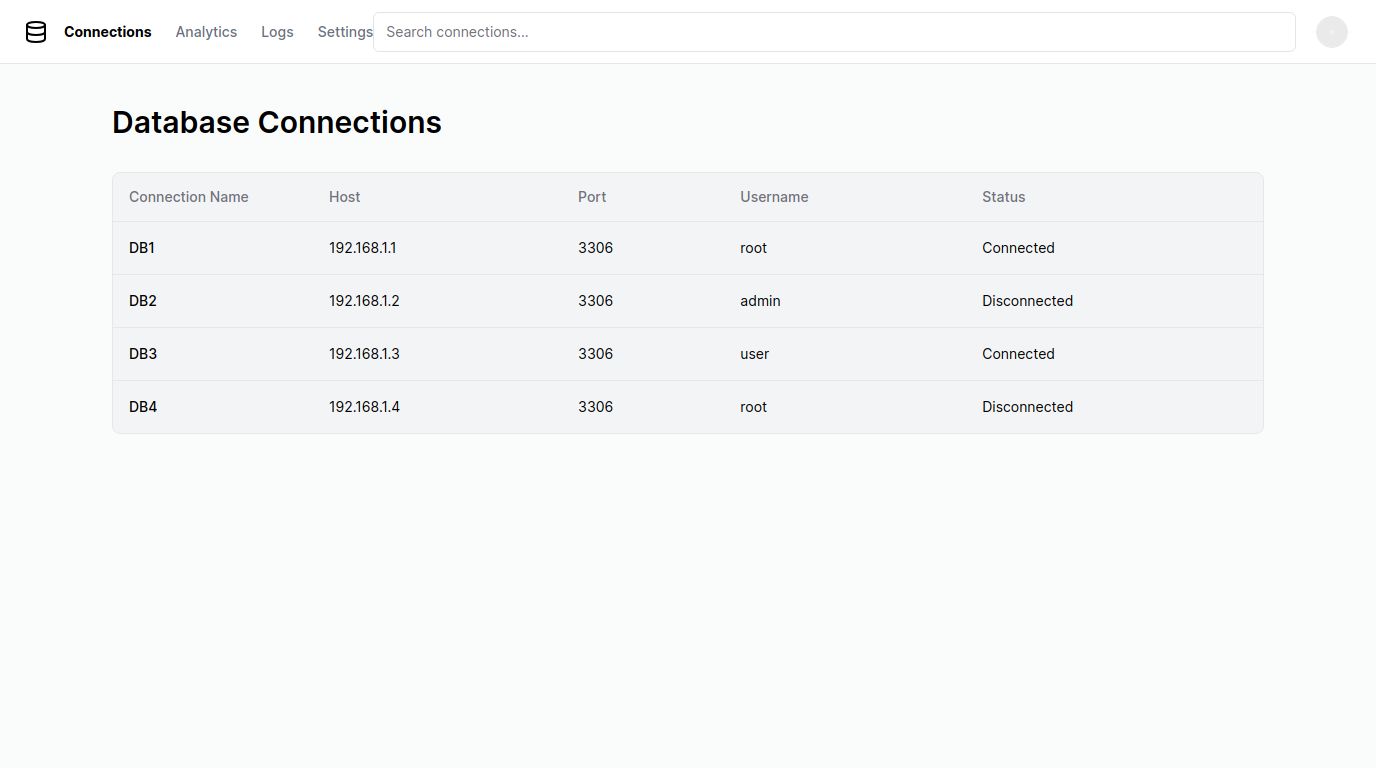 Connections Analytics Logs Settings Search connections...
Database Connections
Connection Name Host Port Username Status
DB1 192.168.1.1 3306 root Connected
DB2 192.168.1.2 3306 admin Disconnected
DB3 192.168.1.3 3306 user Connected
DB4 192.168.1.4 3306 root Disconnected